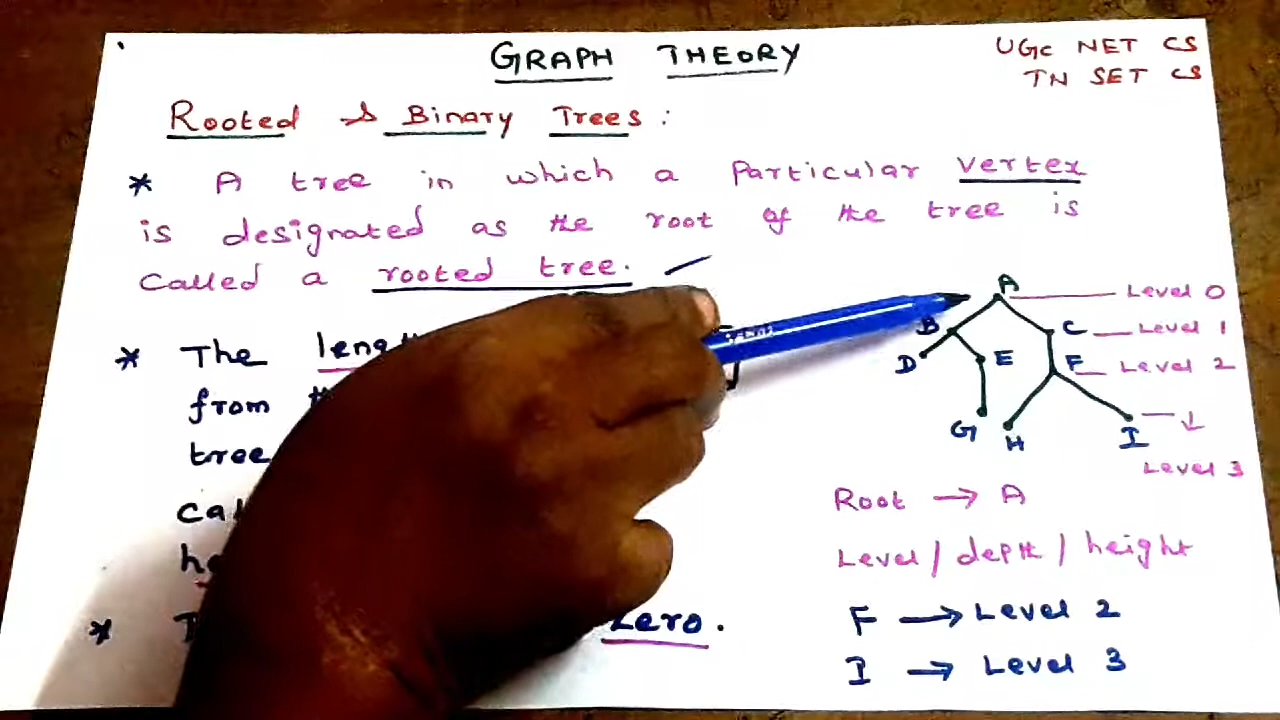 GRAPH THEORY
UGC NET CS
TN SET CS
Rooted & Binary Trees:
* A tree in which a Particular vertex
is designated as the root of the tree is
called a rooted tree.
A Level 0
B C Level 1
D E F Level 2
G H I
Level 3
* The
from
tree
* Zero.
Root → A
Level / depth / height
F → Level 2
I → Level 3